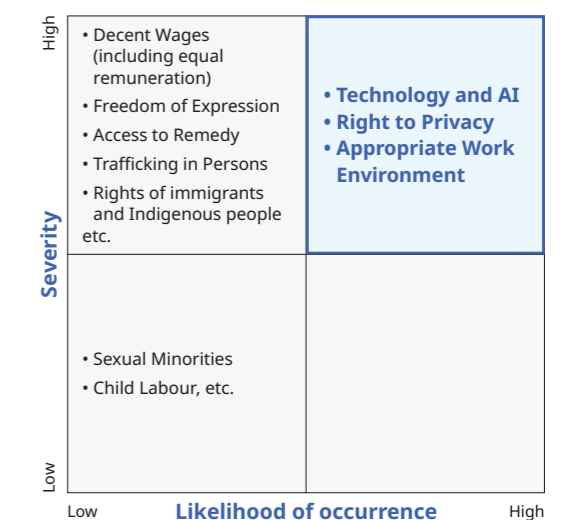 High
• Decent Wages
(including equal
remuneration)
• Freedom of Expression
• Access to Remedy
• Trafficking in Persons
• Rights of immigrants
and Indigenous people
etc.
• Technology and AI
• Right to Privacy
• Appropriate Work
Environment
Severity
• Sexual Minorities
• Child Labour, etc.
Low
Low
Likelihood of occurrence
High